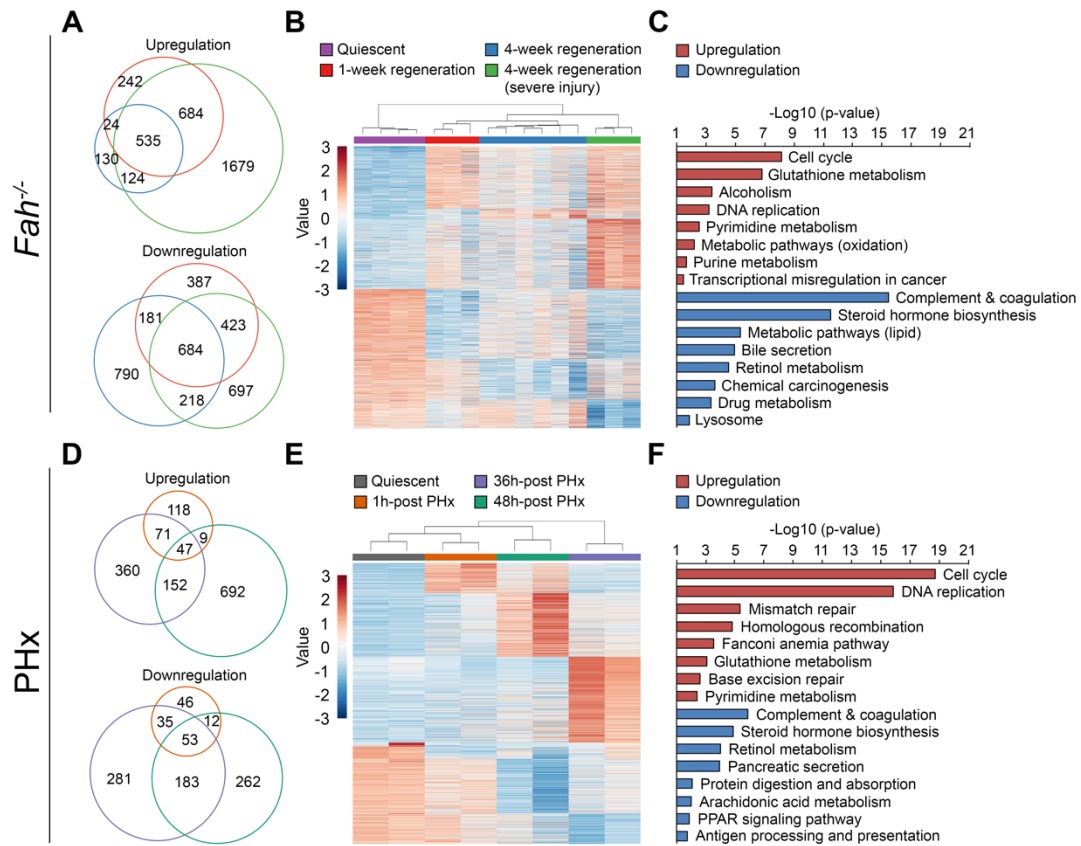 A
Upregulation
242
684
24
535
130
124
1679
Downregulation
387
181
423
684
790
218
697
Fah-/-
B
Quiescent
1-week regeneration
4-week regeneration
4-week regeneration
(severe injury)
3
2
1
0
-1
-2
-3
Value
C
Upregulation
Downregulation
-Log10 (p-value)
1 3 5 7 9 11 13 15 17 19 21
Cell cycle
Glutathione metabolism
Alcoholism
DNA replication
Pyrimidine metabolism
Metabolic pathways (oxidation)
Purine metabolism
Transcriptional misregulation in cancer
Complement & coagulation
Steroid hormone biosynthesis
Metabolic pathways (lipid)
Bile secretion
Retinol metabolism
Chemical carcinogenesis
Drug metabolism
Lysosome
D
Upregulation
118
71
9
47
360
152
692
Downregulation
46
35
12
53
281
183
262
PHx
E
Quiescent
1h-post PHx
36h-post PHx
48h-post PHx
3
2
1
0
-1
-2
-3
Value
F
Upregulation
Downregulation
-Log10 (p-value)
1 3 5 7 9 11 13 15 17 19 21
Cell cycle
DNA replication
Mismatch repair
Homologous recombination
Fanconi anemia pathway
Glutathione metabolism
Base excision repair
Pyrimidine metabolism
Complement & coagulation
Steroid hormone biosynthesis
Retinol metabolism
Pancreatic secretion
Protein digestion and absorption
Arachidonic acid metabolism
PPAR signaling pathway
Antigen processing and presentation